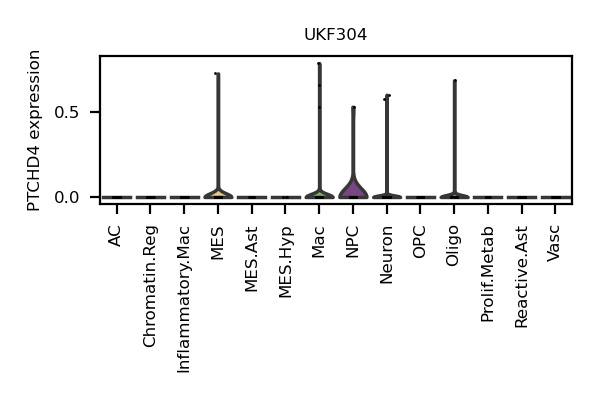 UKF304
PTCHD4 expression
0.5
0.0
AC
Chromatin.Reg
Inflammatory.Mac
MES
MES.Ast
MES.Hyp
Mac
NPC
Neuron
OPC
Oligo
Prolif.Metab
Reactive.Ast
Vasc